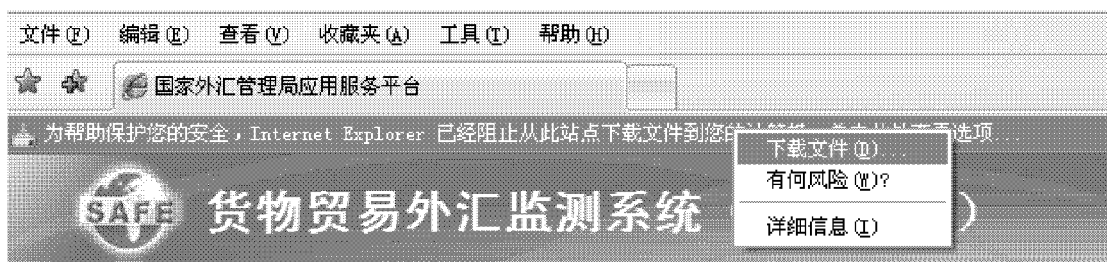 文件(F) 编辑(E) 查看(V) 收藏夹(A) 工具(T) 帮助(H)
国家外汇管理局应用服务平台
为帮助保护您的安全，Internet Explorer 已经阻止从此站点下载文件到您的 选项...
下载文件(D)...
有何风险(W)?
详细信息(I)
SAFE 货物贸易外汇监测系统（ ）